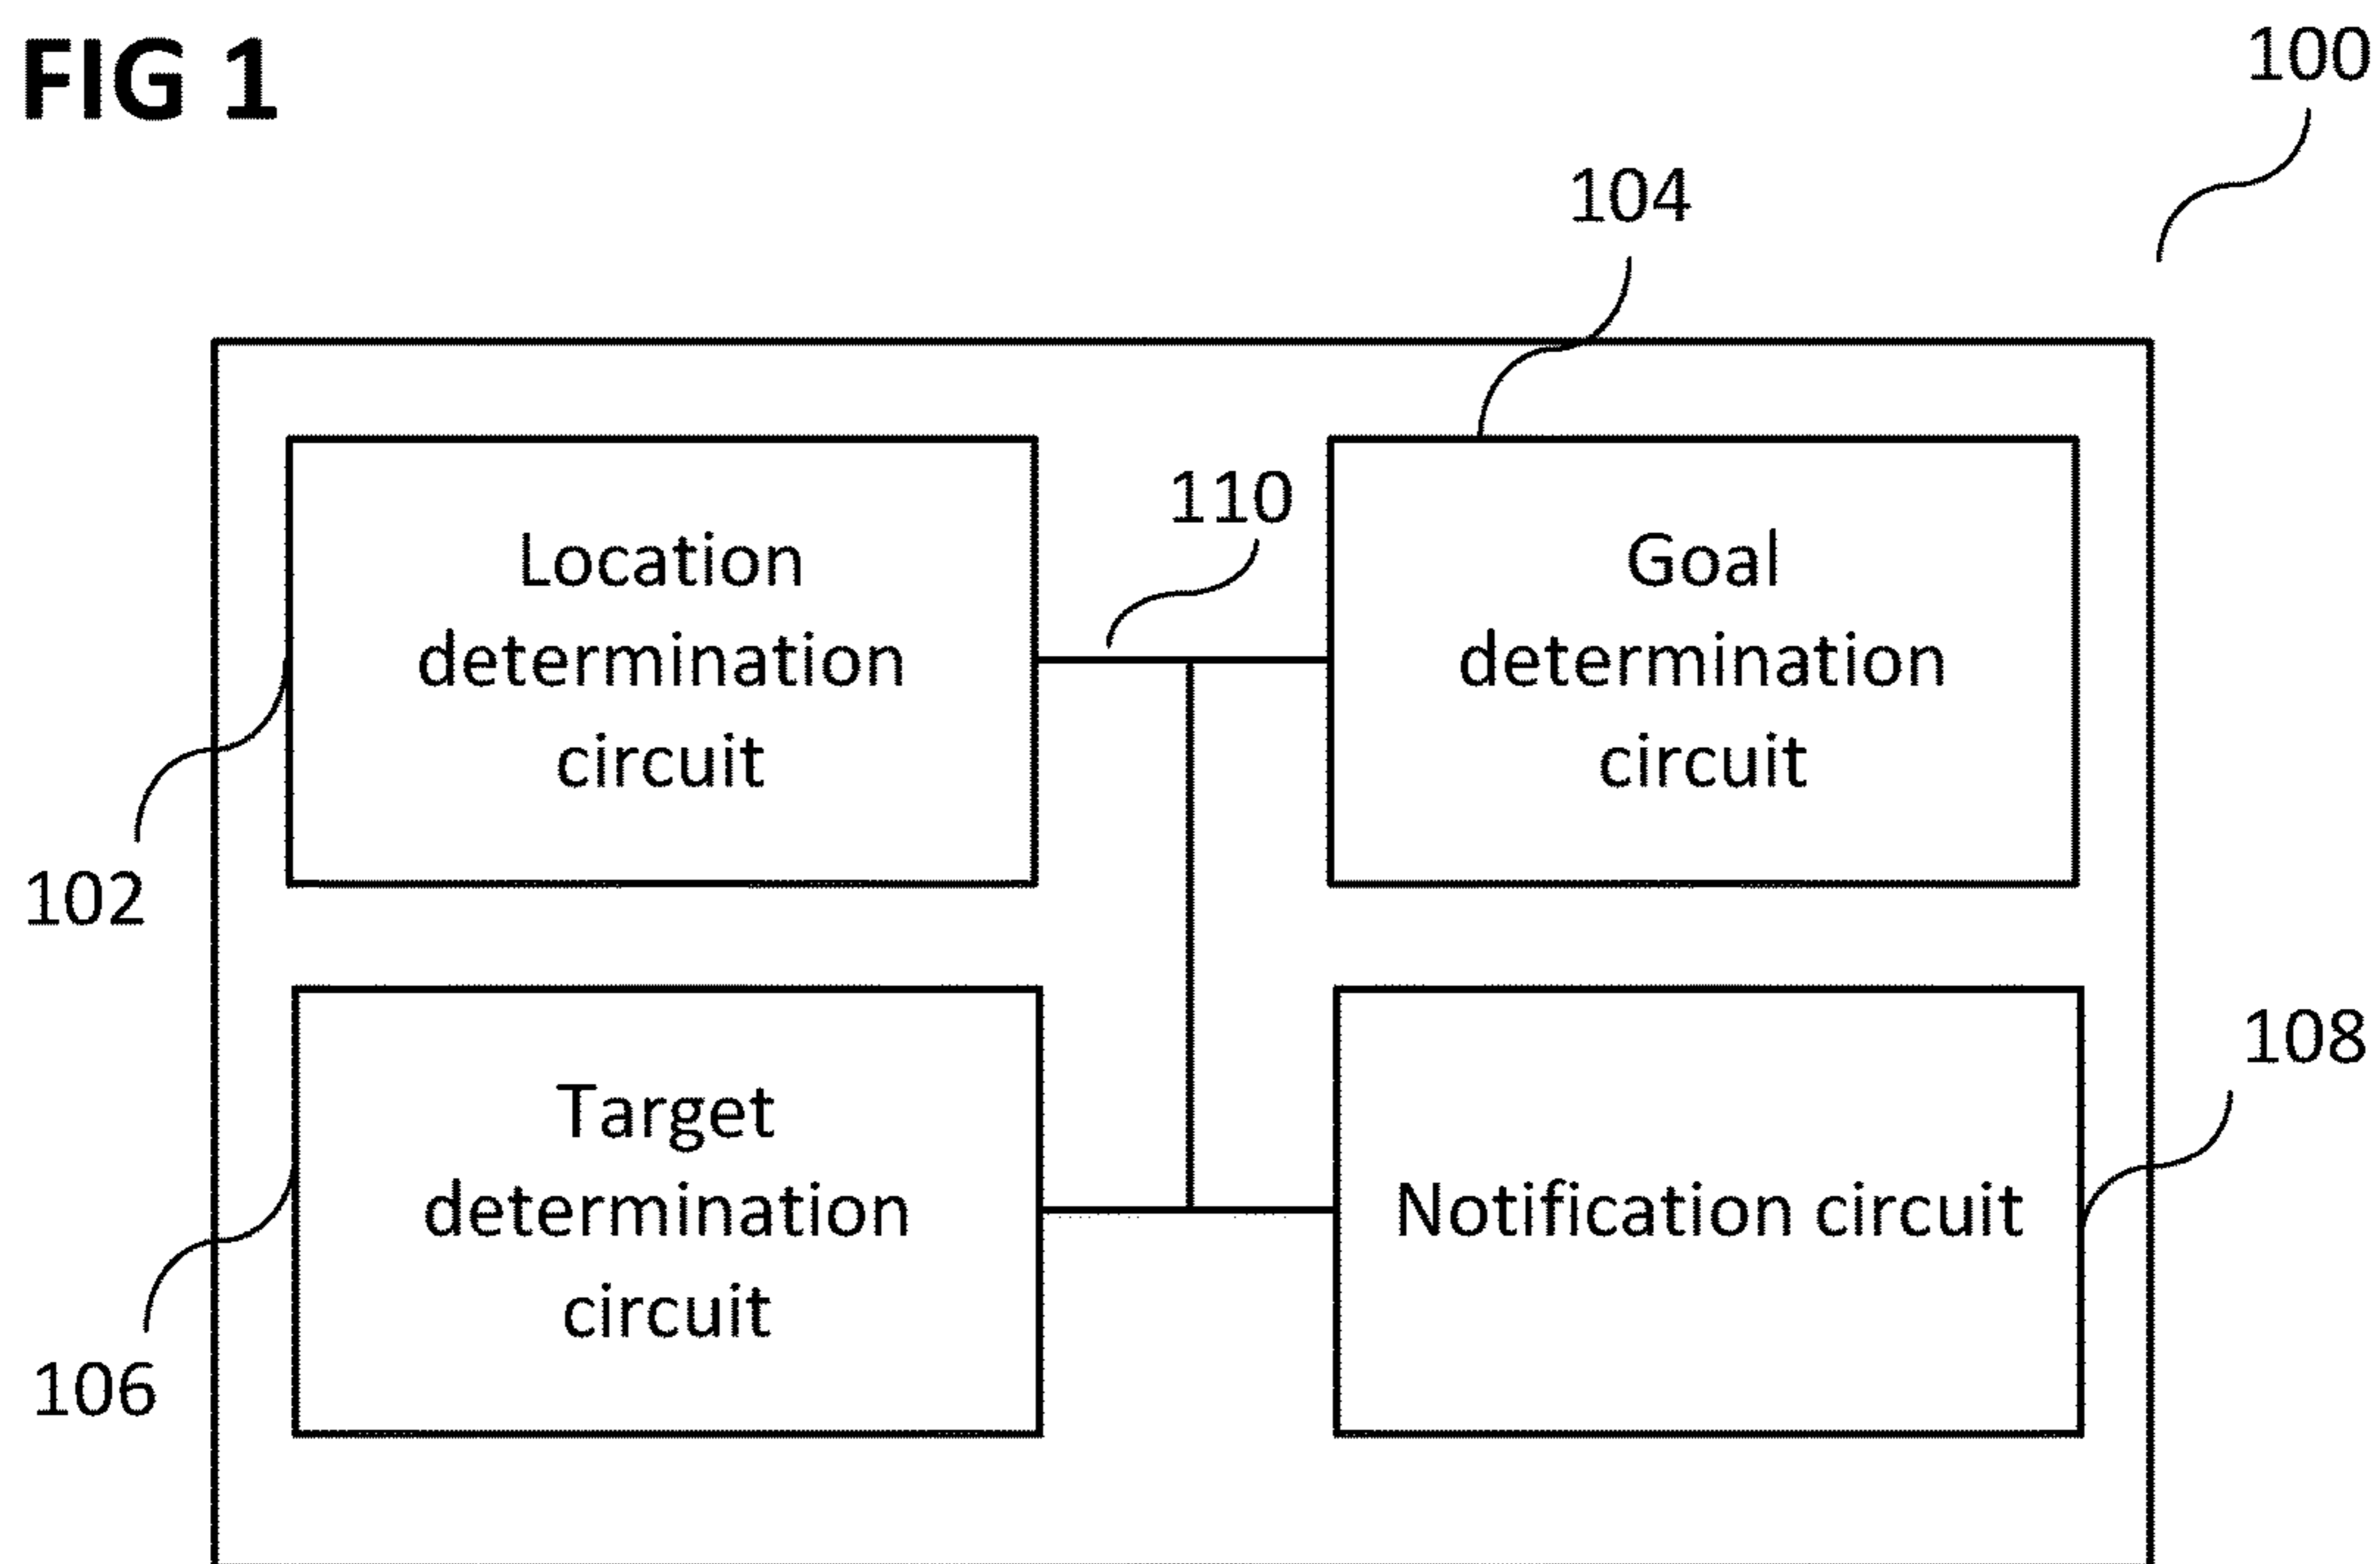 FIG 1
100
104
110
Location
determination
circuit
Goal
determination
circuit
102
Target
determination
circuit
Notification circuit
108
106